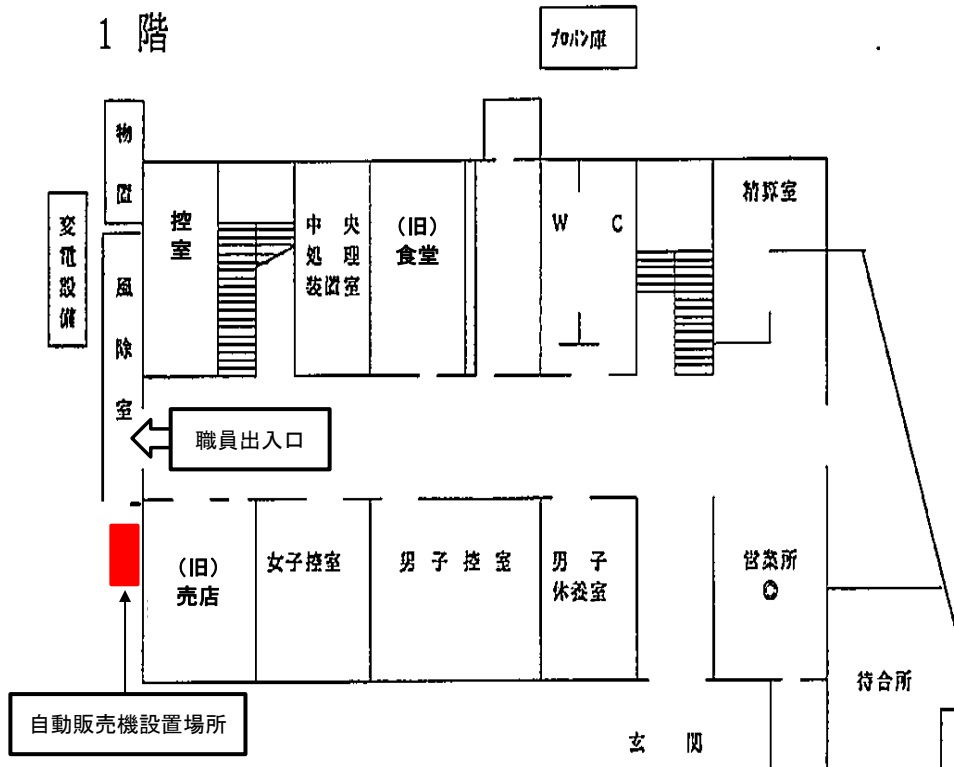 1 階
プロパン庫
物
置
変
電
設
備
風
除
室
控
室
中 央
処 理
装置室
(旧)
食堂
W C
精算室
職員出入口
(旧)
売店
女子控室
男 子 控 室
男 子
休養室
営業所
待合所
自動販売機設置場所
玄 関